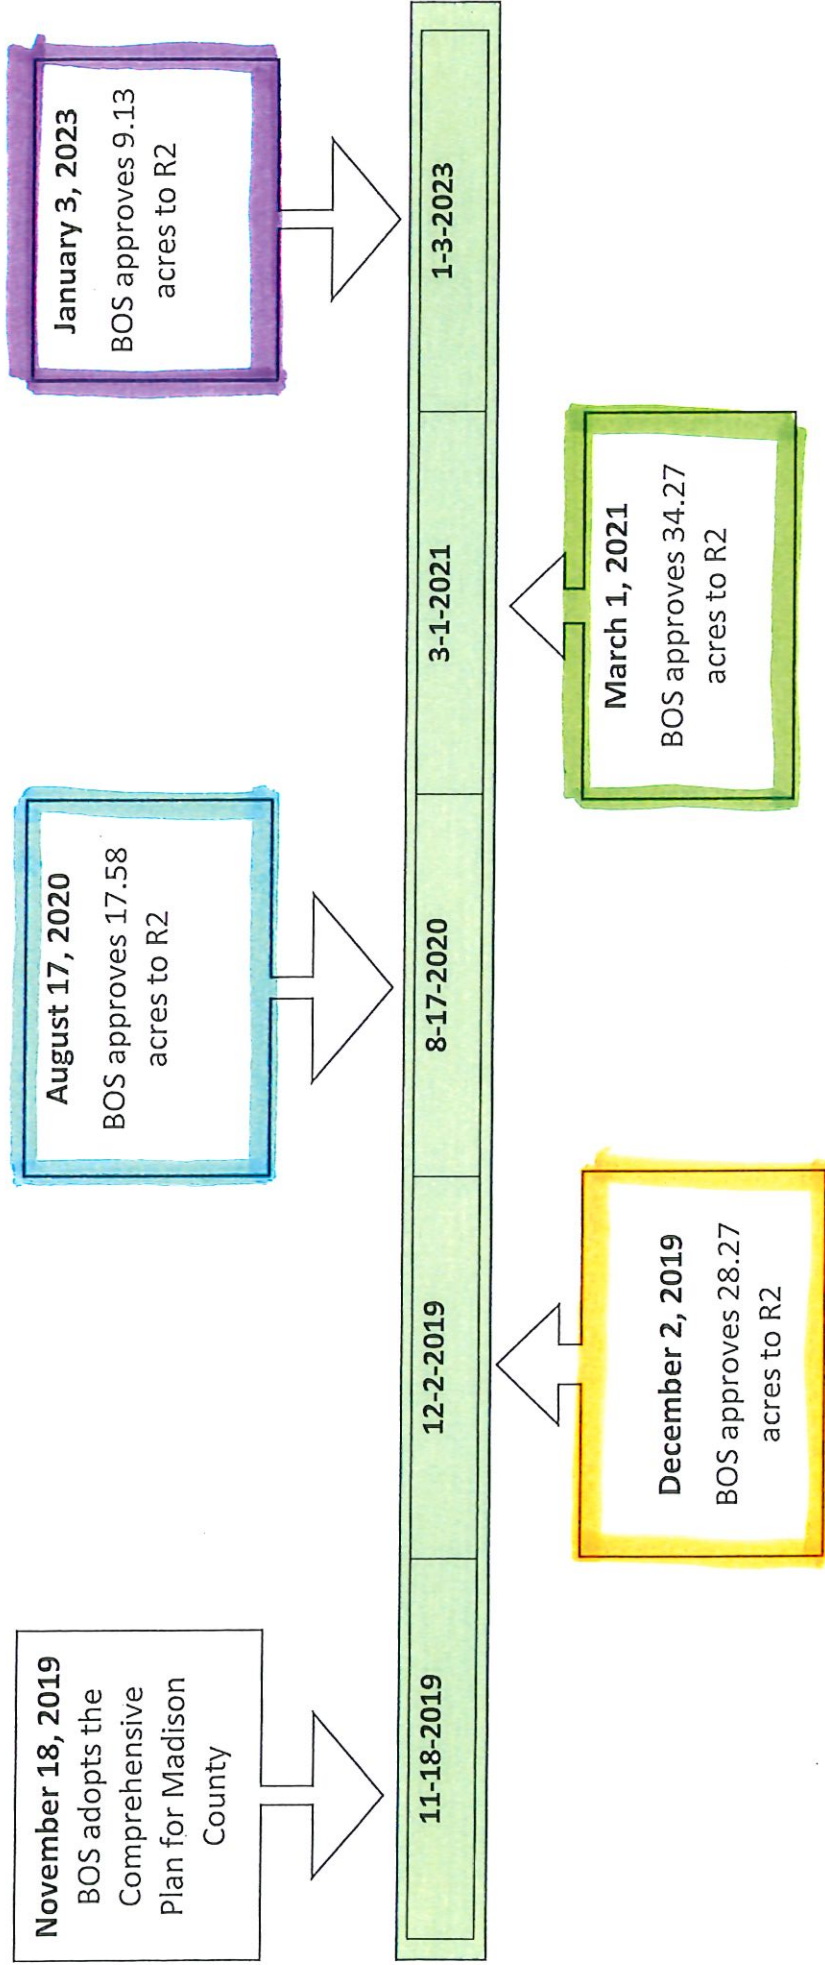 November 18, 2019
BOS adopts the
Comprehensive
Plan for Madison
County
August 17, 2020
BOS approves 17.58
acres to R2
January 3, 2023
BOS approves 9.13
acres to R2
11-18-2019
12-2-2019
8-17-2020
3-1-2021
1-3-2023
December 2, 2019
BOS approves 28.27
acres to R2
March 1, 2021
BOS approves 34.27
acres to R2